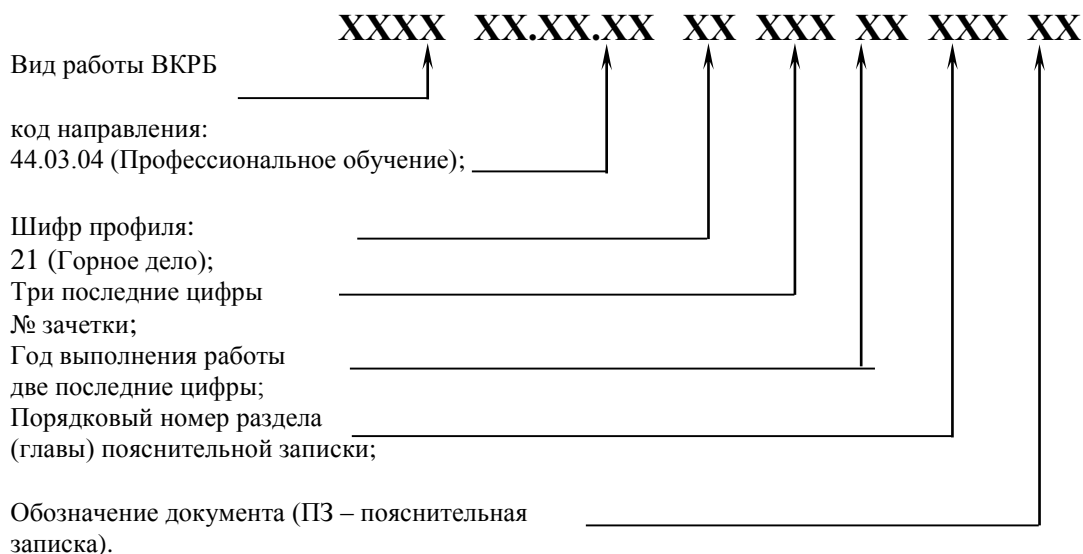 XXXX XX.XX.XX XX XXX XX XXX XX
Вид работы ВКРБ
код направления:
44.03.04 (Профессиональное обучение);
Шифр профиля:
21 (Горное дело);
Три последние цифры
№ зачетки;
Год выполнения работы
две последние цифры;
Порядковый номер раздела
(главы) пояснительной записки;
Обозначение документа (ПЗ – пояснительная
записка).